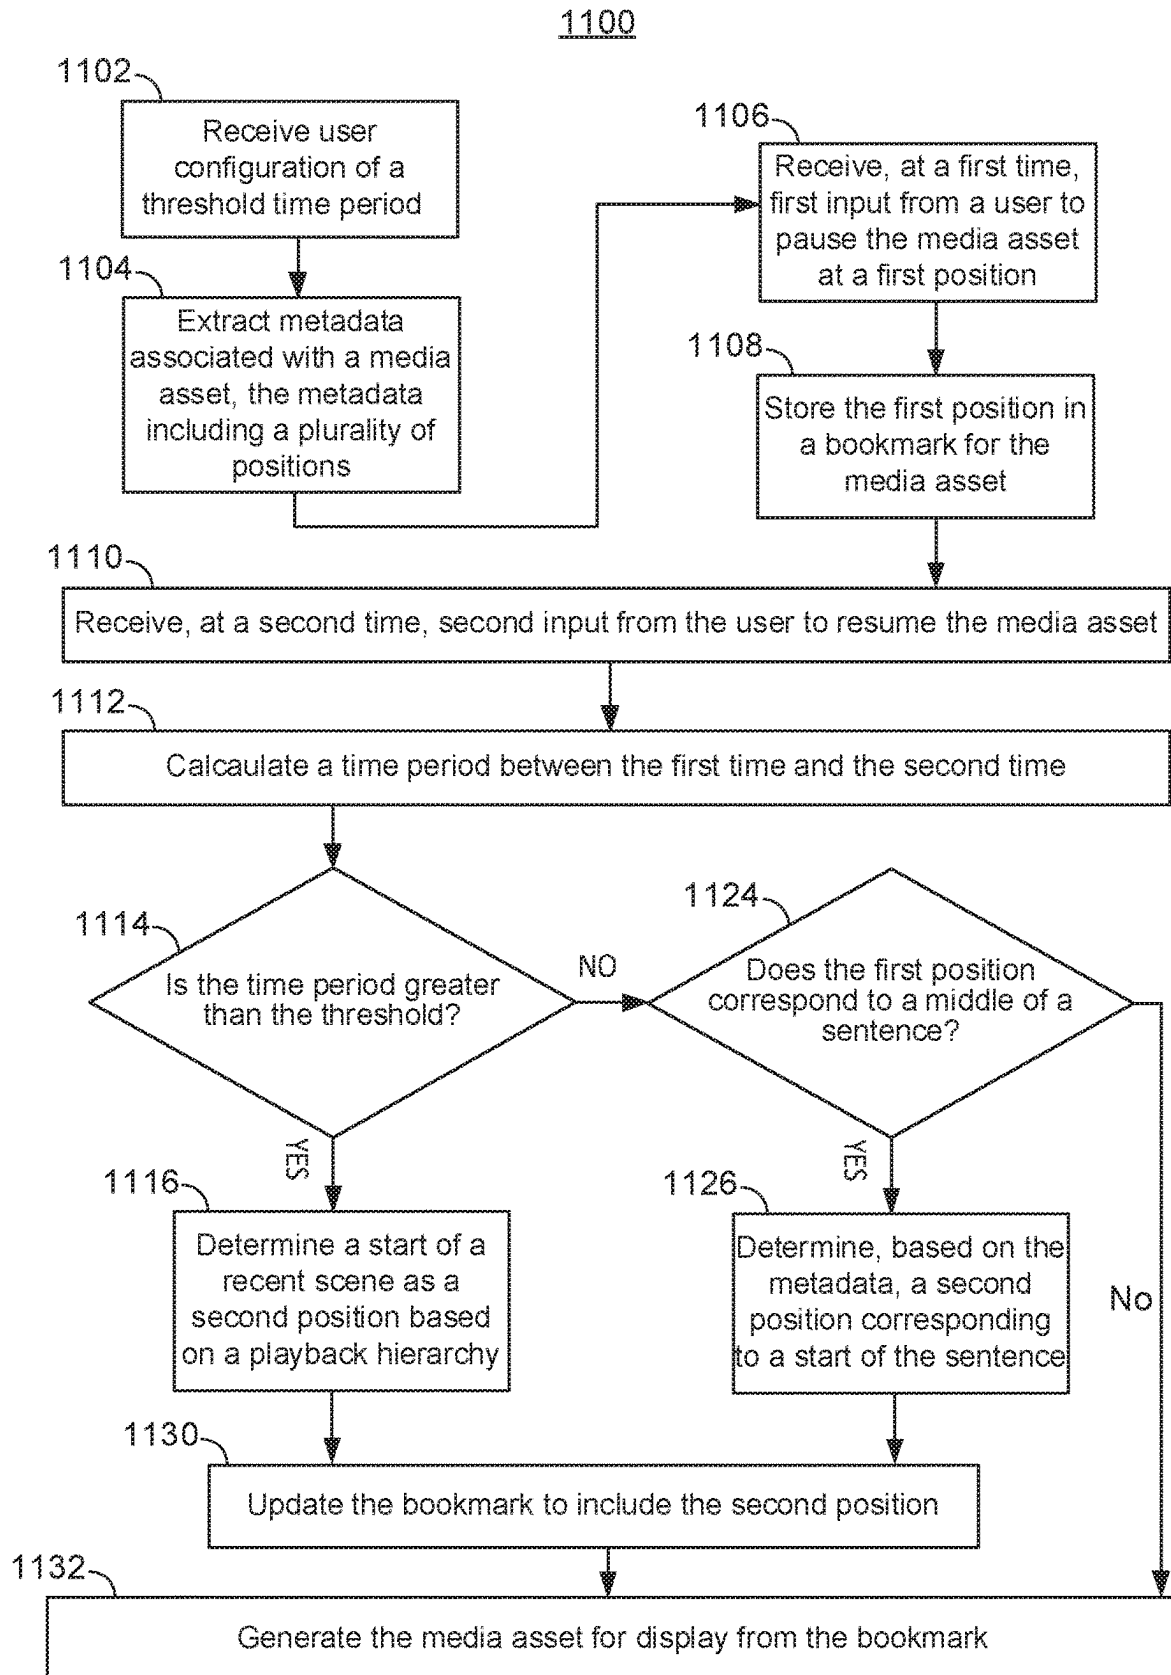 1100
1102
Receive user
configuration of a
threshold time period
1104
Extract metadata
associated with a media
asset, the metadata
including a plurality of
positions
1106
Receive, at a first time,
first input from a user to
pause the media asset
at a first position
1108
Store the first position in
a bookmark for the
media asset
1110
Receive, at a second time, second input from the user to resume the media asset
1112
Calcaulate a time period between the first time and the second time
1114
Is the time period greater
than the threshold?
NO
YES
1124
Does the first position
correspond to a middle of a
sentence?
YES
No
1116
Determine a start of a
recent scene as a
second position based
on a playback hierarchy
1126
Determine, based on the
metadata, a second
position corresponding
to a start of the sentence
1130
Update the bookmark to include the second position
1132
Generate the media asset for display from the bookmark